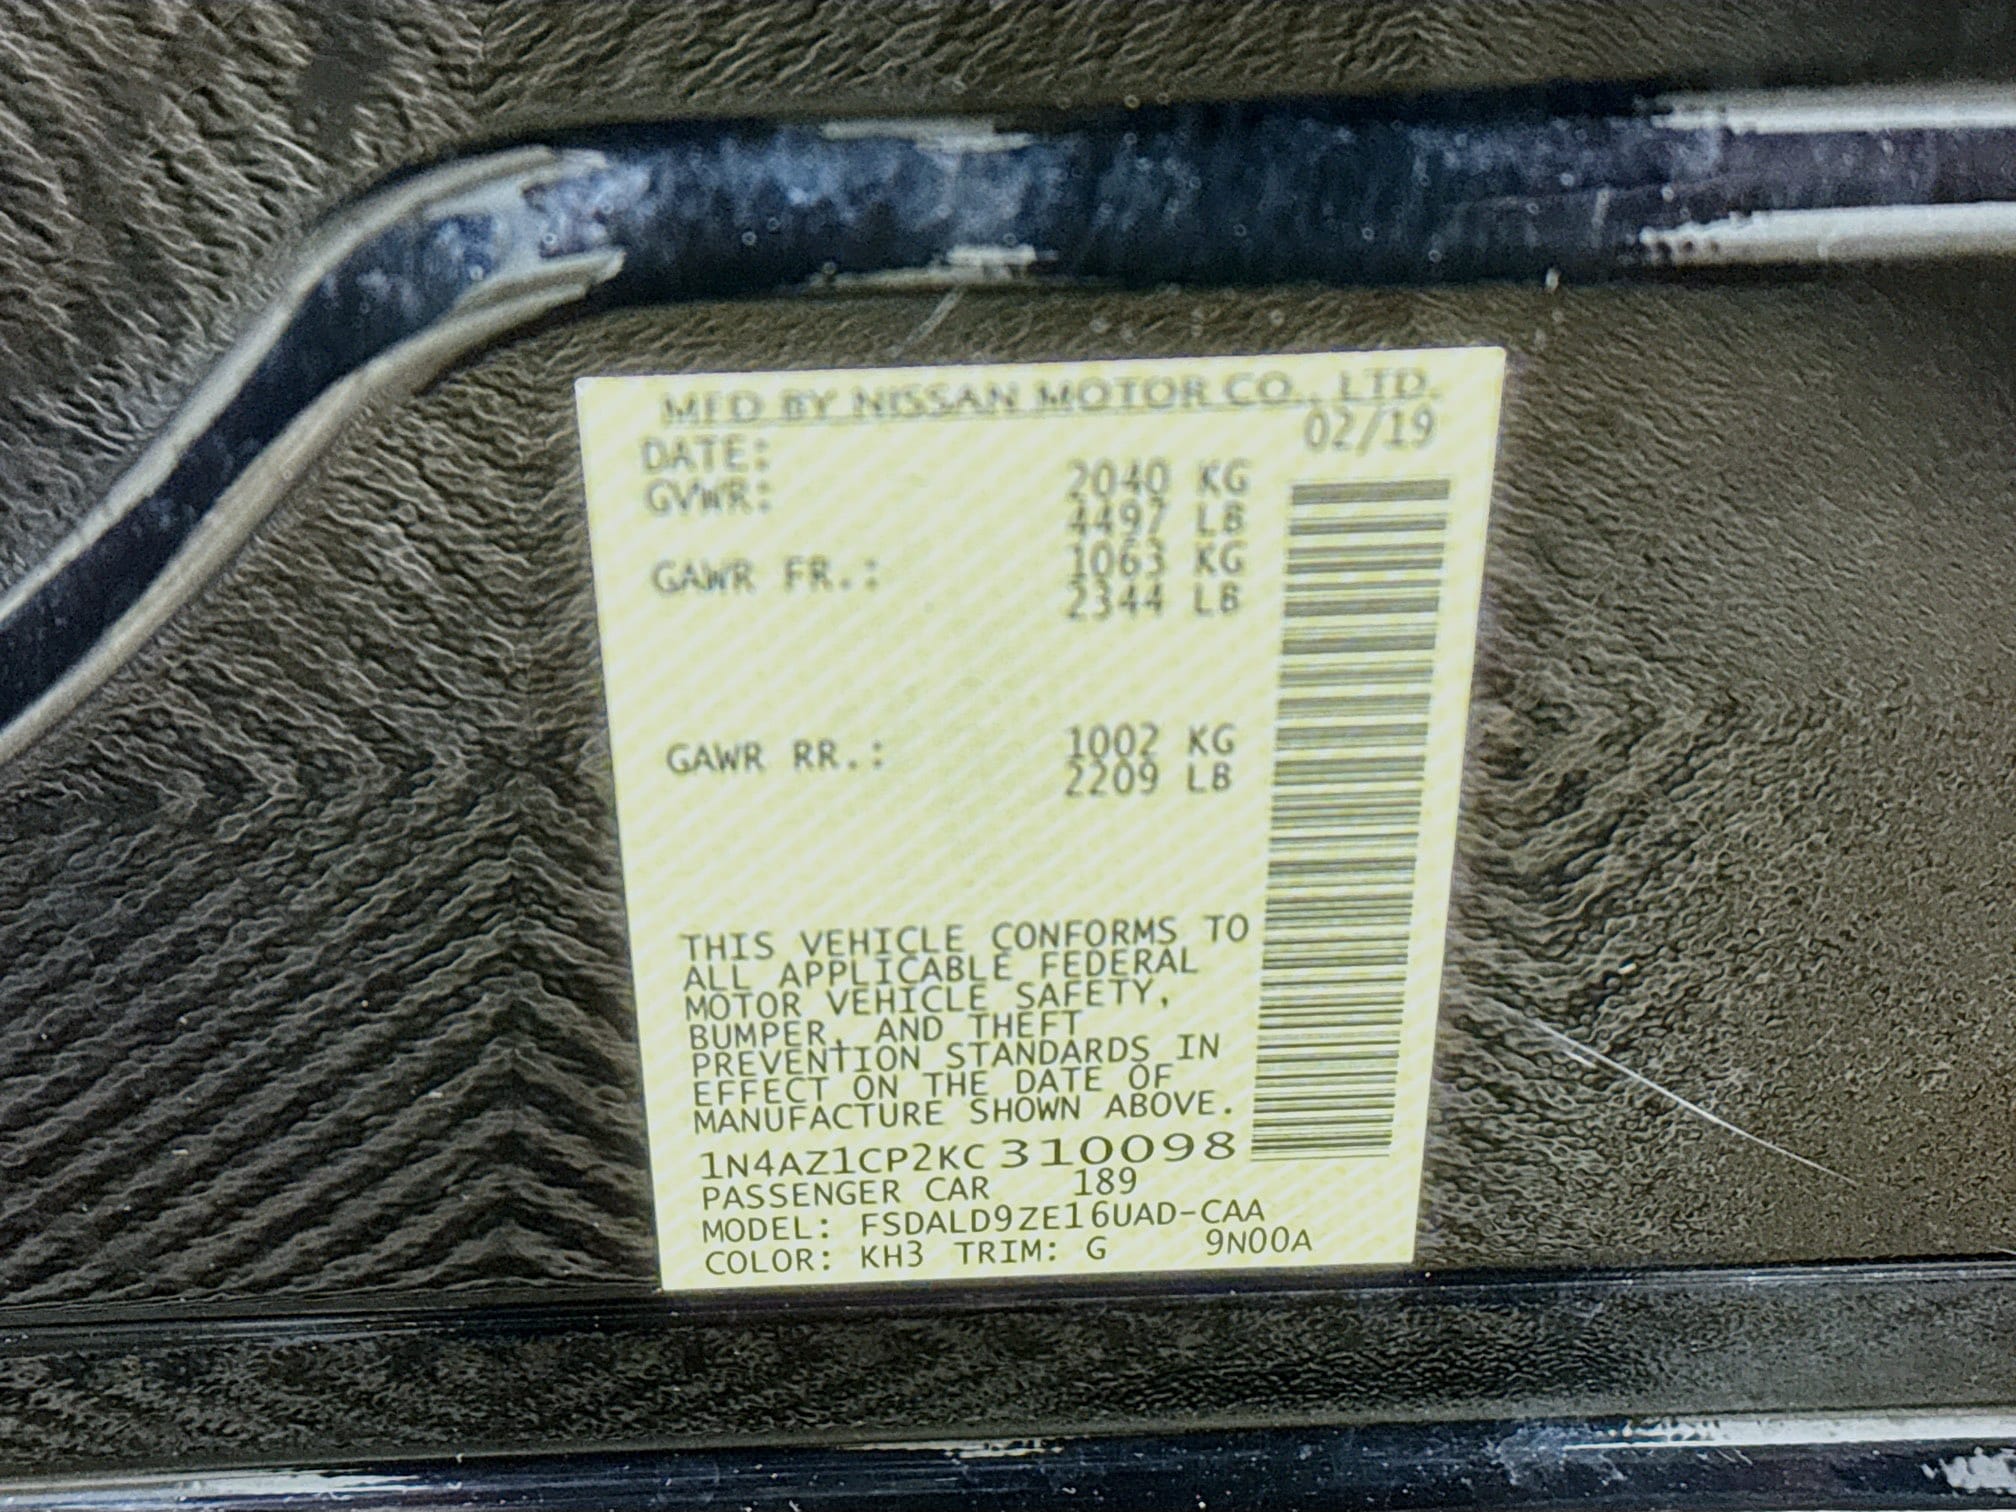 MFD BY NISSAN MOTOR CO., LTD.
DATE: 02/19
GVWR: 2040 KG
4497 LB
GAWR FR.: 1063 KG
2344 LB
GAWR RR.: 1002 KG
2209 LB
THIS VEHICLE CONFORMS TO
ALL APPLICABLE FEDERAL
MOTOR VEHICLE SAFETY,
BUMPER, AND THEFT
PREVENTION STANDARDS IN
EFFECT ON THE DATE OF
MANUFACTURE SHOWN ABOVE.
1N4AZ1CP2KC310098
PASSENGER CAR 189
MODEL: FSDALD9ZE16UAD-CAA
COLOR: KH3 TRIM: G 9N00A